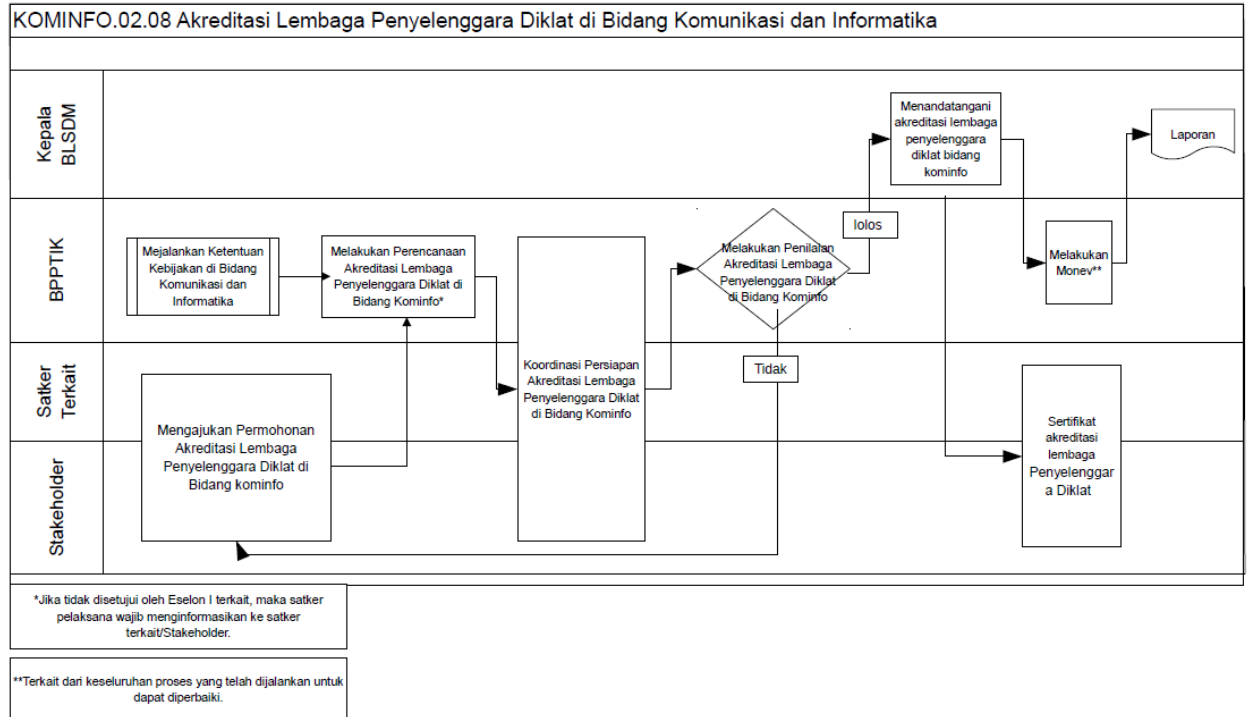 KOMINFO.02.08 Akreditasi Lembaga Penyelenggara Diklat di Bidang Komunikasi dan Informatika
Kepala
BLSDM
Menandatangani
akreditasi lembaga
penyelenggara
diklat bidang
kominfo
Laporan
BPPTIK
Mejalankan Ketentuan
Kebijakan di Bidang
Komunikasi dan
Informatika
Melakukan Perencanaan
Akreditasi Lembaga
Penyelenggara Diklat di
Bidang Kominfo*
Melakukan Penilaian
Akreditasi Lembaga
Penyelenggara Diklat
di Bidang Kominfo
lolos
Melakukan
Monev**
Satker
Terkait
Stakeholder
Mengajukan Permohonan
Akreditasi Lembaga
Penyelenggara Diklat di
Bidang kominfo
Koordinasi Persiapan
Akreditasi Lembaga
Penyelenggara Diklat
di Bidang Kominfo
Tidak
Sertifikat
akreditasi
lembaga
Penyelenggar
a Diklat
*Jika tidak disetujui oleh Eselon I terkait, maka satker
pelaksana wajib menginformasikan ke satker
terkait/Stakeholder.
**Terkait dari keseluruhan proses yang telah dijalankan untuk
dapat diperbaiki.